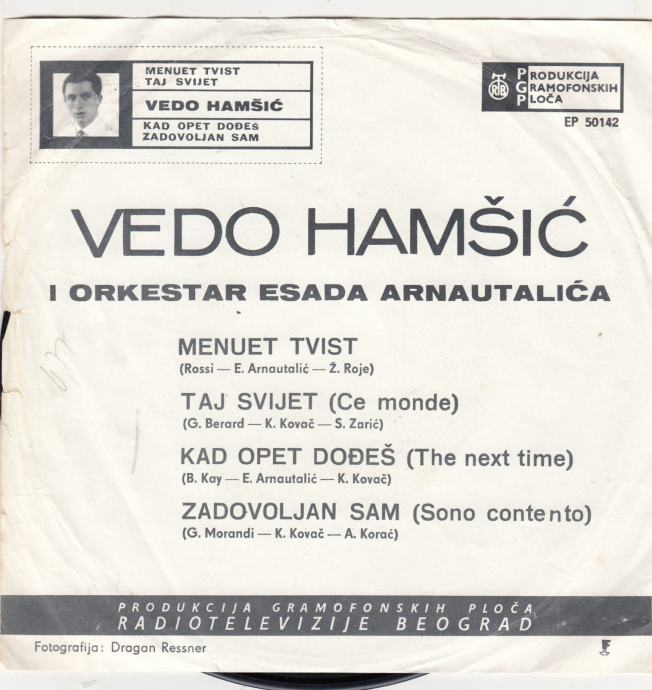 MENUET TVIST
TAJ SVIJET
VEDO HAMŠIĆ
KAD OPET DOĐEŠ
ZADOVOLJAN SAM
RTB
PRODUKCIJA
GRAMOFONSKIH
PLOČA
EP 50142
VEDO HAMŠIĆ
I ORKESTAR ESADA ARNAUTALIĆA
MENUET TVIST
(Rossi — E. Arnautalić — Ž. Roje)
TAJ SVIJET (Ce monde)
(G. Berard — K. Kovač — S. Zarić)
KAD OPET DOĐEŠ (The next time)
(B. Kay — E. Arnautalić — K. Kovač)
ZADOVOLJAN SAM (Sono contento)
(G. Morandi — K. Kovač — A. Korać)
PRODUKCIJA GRAMOFONSKIH PLOČA
RADIOTELEVIZIJE BEOGRAD
Fotografija: Dragan Ressner